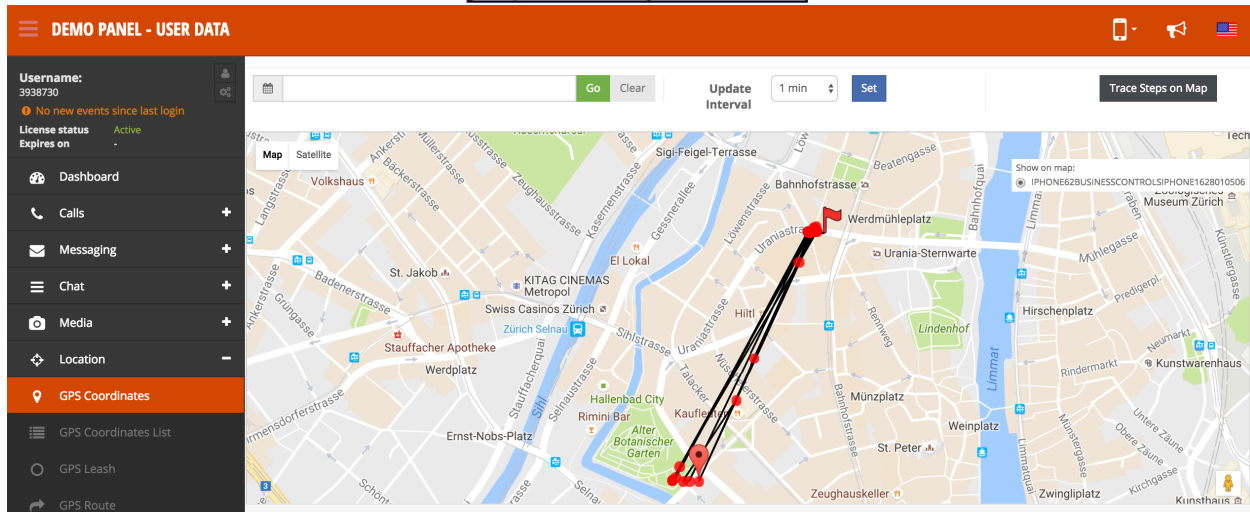 DEMO PANEL - USER DATA
Username:
3938730
No new events since last login
License status Active
Expires on -
Dashboard
Calls
Messaging
Chat
Media
Location
GPS Coordinates
GPS Coordinates List
GPS Leash
GPS Route
Go Clear
Update Interval
1 min
Set
Trace Steps on Map
Map Satellite
Show on map:
IPHONE62BUSINESSCONTROLSIPHONE1628010506
Museum Zürich
Sigi-Feigel-Terrasse
Volkshaus
Bäckerstrasse
Müllerstrasse
Zeughausstrasse
Kasernenstrasse
Gessnerallee
Löwenstrasse
Beatengasse
Bahnhofquai
Bahnhofstrasse
Werdmühleplatz
Uraniastra
Urania-Sternwarte
Mühlegasse
Künstlergasse
Langstrasse
El Lokal
St. Jakob
Badenerstrasse
KITAG CINEMAS
Metropol
Swiss Casinos Zürich
Ankerstrasse
Grüngasse
Zürich Selnau
Sihlstrasse
Uraniastrasse
Hiltl
Rennweg
Lindenhof
Predigerpl.
Hirschenplatz
Neumarkt
Stauffacher Apotheke
Werdplatz
Stauffacherquai
Sihl
Selnaustrasse
Talacker
Limmat
Rindermarkt
Kunstwarenhaus
Hallenbad City
Rimini Bar
Kaufleuten
Münzplatz
Bahnhofstrasse
Ernst-Nobs-Platz
Alter
Botanischer
Garten
St. Peter
Weinplatz
Münstergasse
Untere Zäune
Obere Zäune
3
Zeughauskeller
Limmatquai
Zwingliplatz
Kirchgasse
Kunsthaus